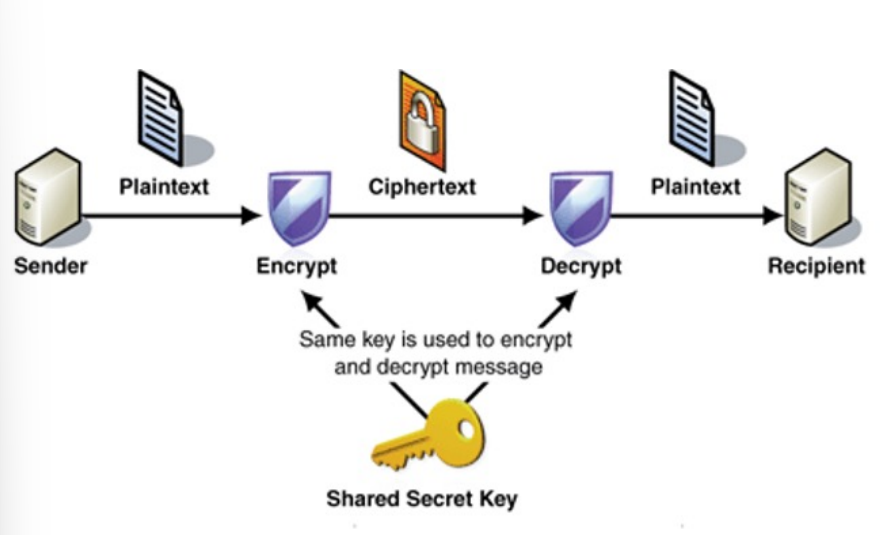 Plaintext
Ciphertext
Plaintext
Sender
Encrypt
Decrypt
Recipient
Same key is used to encrypt
and decrypt message
Shared Secret Key